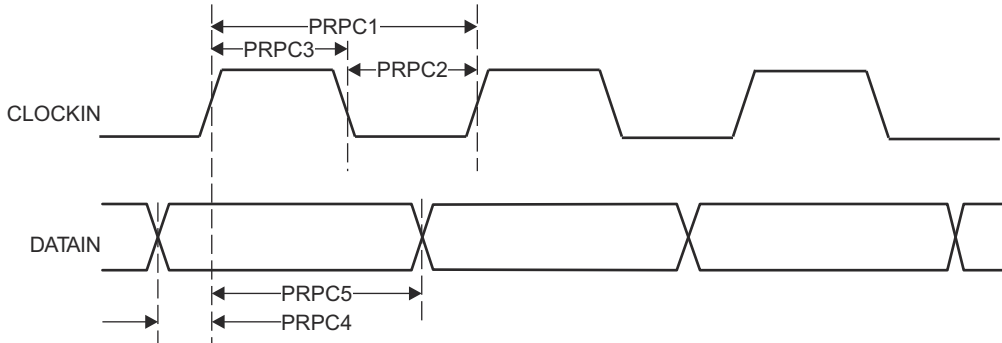 PRPC1
PRPC3
PRPC2
CLOCKIN
DATAIN
PRPC5
PRPC4